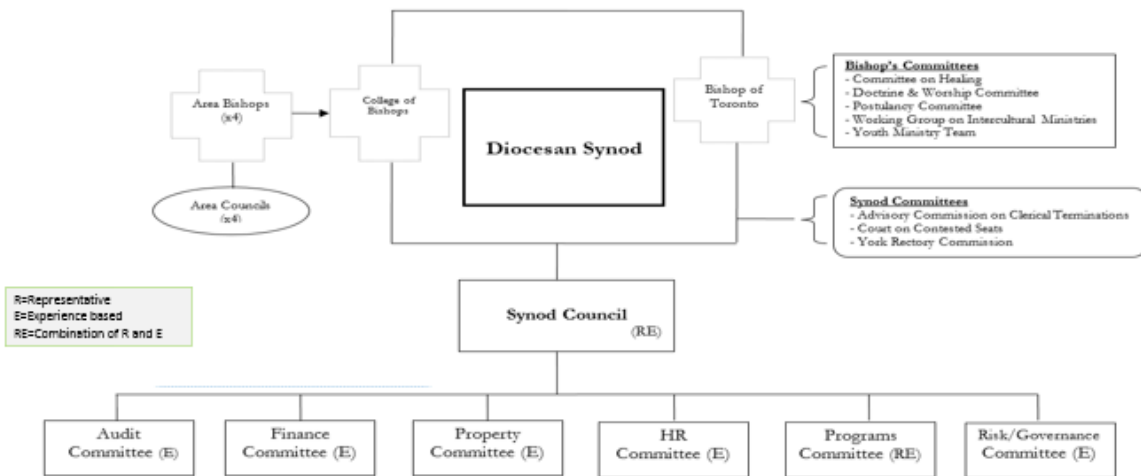 Area Bishops
(x4)
College of
Bishops
Bishop of
Toronto
Bishop's Committees
- Committee on Healing
- Doctrine & Worship Committee
- Postulancy Committee
- Working Group on Intercultural Ministries
- Youth Ministry Team
Diocesan Synod
Area Councils
(x4)
Synod Committees
- Advisory Commission on Clerical Terminations
- Court on Contested Seats
- York Rectory Commission
R=Representative
E=Experience based
RE=Combination of R and E
Synod Council
(RE)
Audit
Committee (E)
Finance
Committee (E)
Property
Committee (E)
HR
Committee (E)
Programs
Committee (RE)
Risk/Governance
Committee (E)